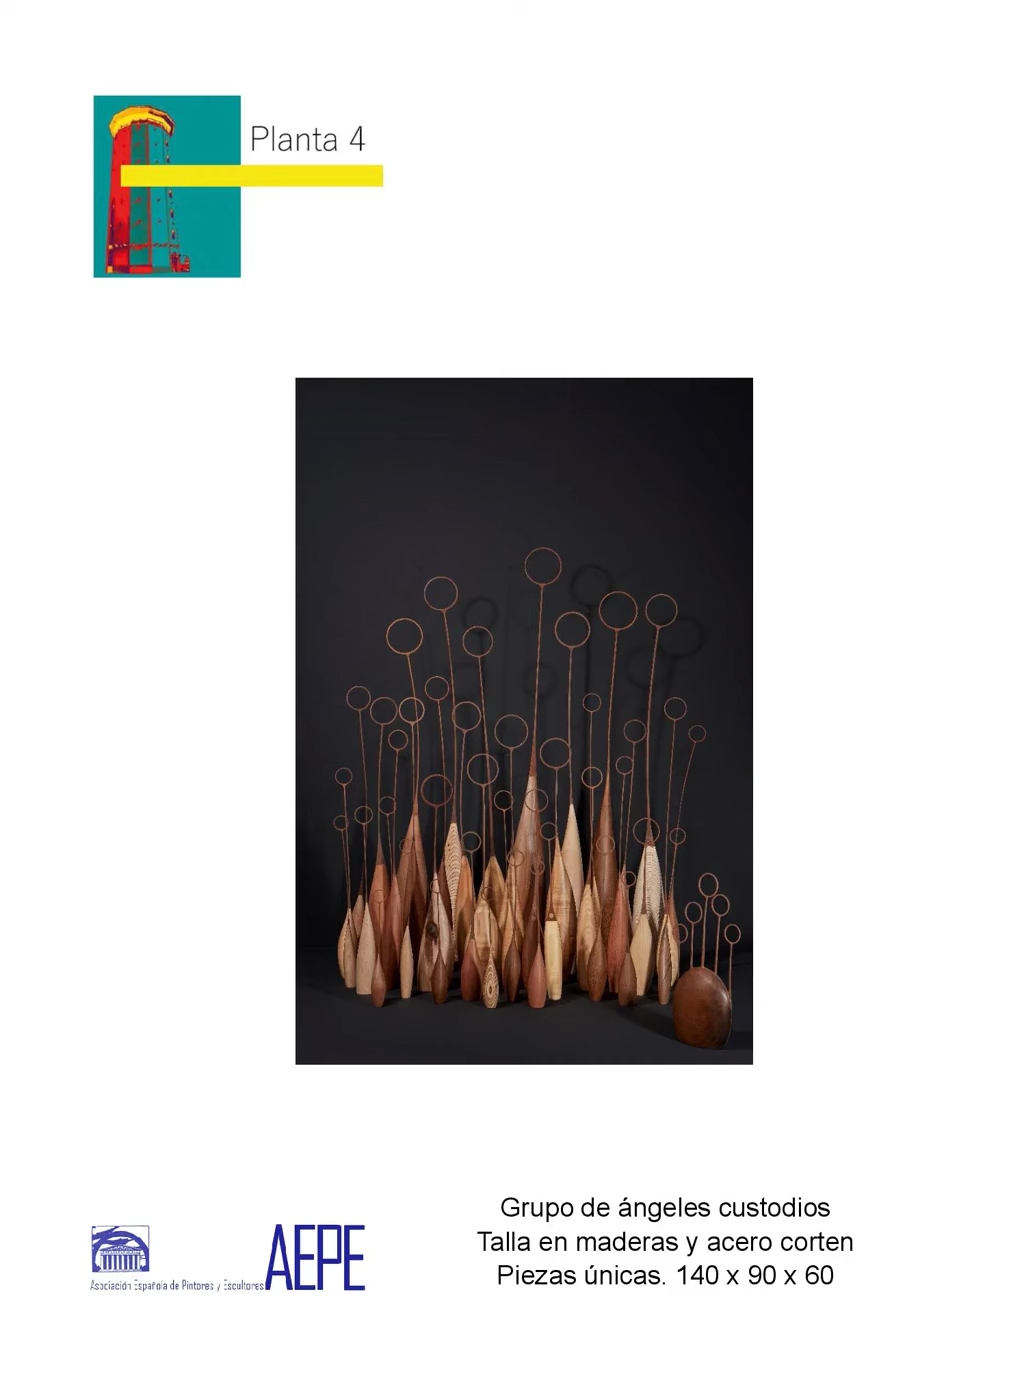 Planta 4
Grupo de ángeles custodios
Talla en maderas y acero corten
Piezas únicas. 140 x 90 x 60
Asociación Española de Pintores y Escultores
AEPE